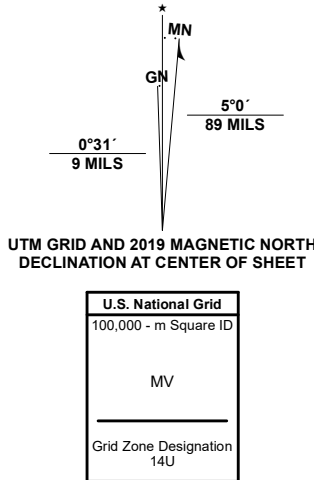 ★
MN
GN
5°0´
89 MILS
0°31´
9 MILS
UTM GRID AND 2019 MAGNETIC NORTH
DECLINATION AT CENTER OF SHEET
U.S. National Grid
100,000 - m Square ID
MV
Grid Zone Designation
14U